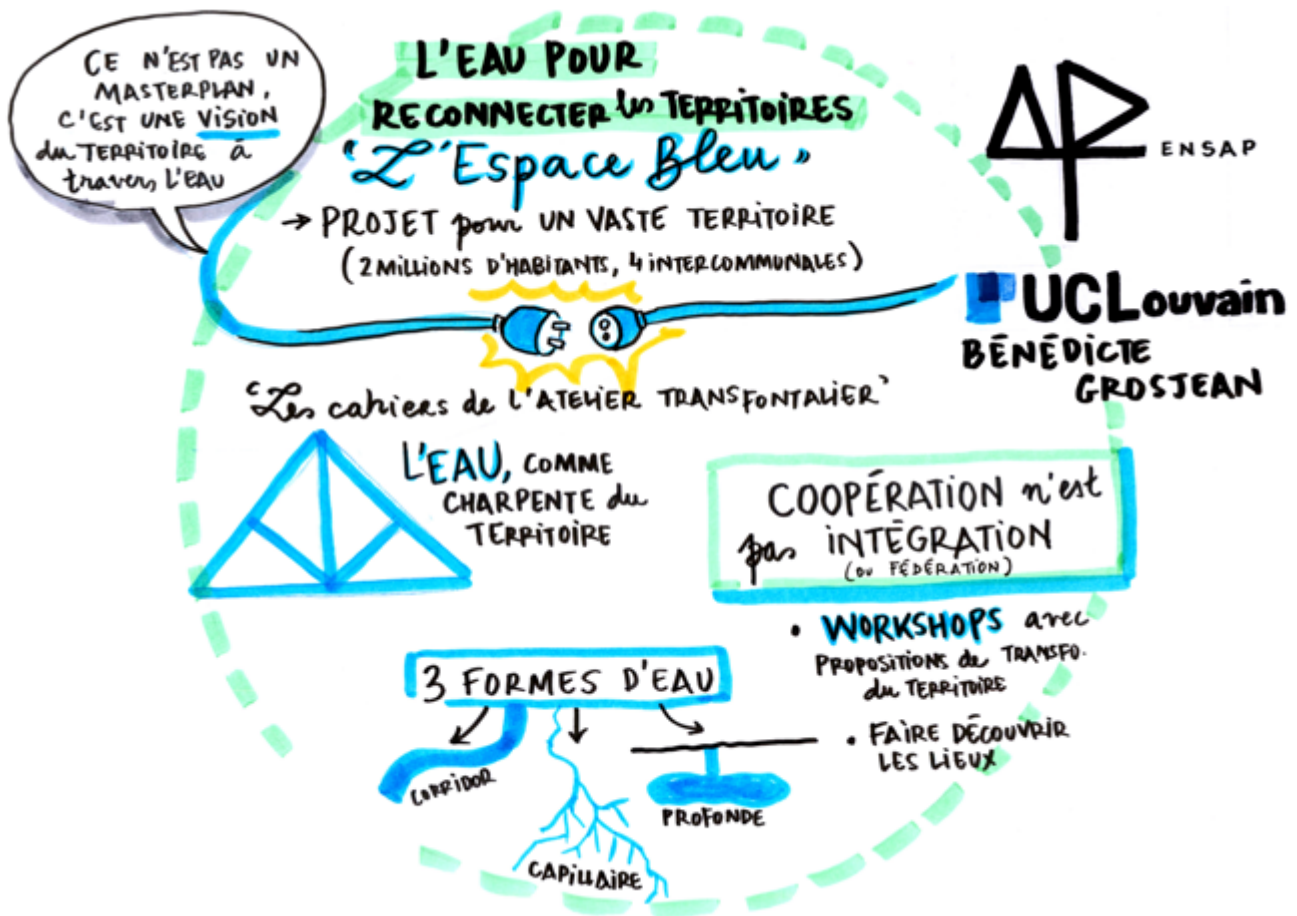 CE N'EST PAS UN
MASTERPLAN,
C'EST UNE VISION
du TERRITOIRE à
travers L'EAU
L'EAU POUR
RECONNECTER les TERRITOIRES
"L'Espace Bleu"
→ PROJET pour UN VASTE TERRITOIRE
(2 MILLIONS D'HABITANTS, 4 INTERCOMMUNALES)
AP ENSAP
UCLouvain
BÉNÉDICTE
GROSJEAN
"Les cahiers de L'ATELIER TRANSFONTALIER"
L'EAU, COMME
CHARPENTE du
TERRITOIRE
COOPÉRATION n'est
pas INTÉGRATION
(OU FÉDÉRATION)
• WORKSHOPS avec
PROPOSITIONS de TRANSFO.
du TERRITOIRE
• FAIRE DÉCOUVRIR
LES LIEUX
3 FORMES D'EAU
CORRIDOR
CAPILLAIRE
PROFONDE